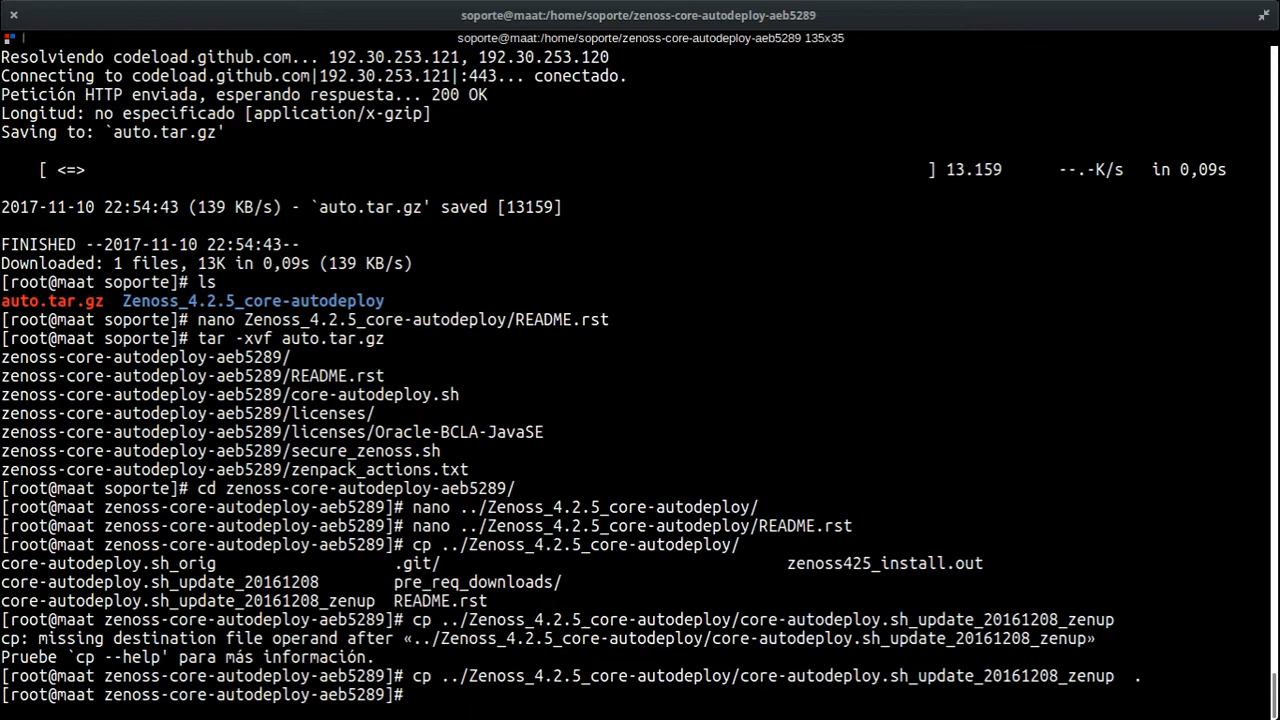 soporte@maat:/home/soporte/zenoss-core-autodeploy-aeb5289
soporte@maat:/home/soporte/zenoss-core-autodeploy-aeb5289 135x35
Resolviendo codeload.github.com... 192.30.253.121, 192.30.253.120
Connecting to codeload.github.com|192.30.253.121|:443... conectado.
Petición HTTP enviada, esperando respuesta... 200 OK
Longitud: no especificado [application/x-gzip]
Saving to: `auto.tar.gz'
[ <=> ] 13.159 --.-K/s in 0,09s
2017-11-10 22:54:43 (139 KB/s) - `auto.tar.gz' saved [13159]
FINISHED --2017-11-10 22:54:43--
Downloaded: 1 files, 13K in 0,09s (139 KB/s)
[root@maat soporte]# ls
auto.tar.gz Zenoss_4.2.5_core-autodeploy
[root@maat soporte]# nano Zenoss_4.2.5_core-autodeploy/README.rst
[root@maat soporte]# tar -xvf auto.tar.gz
zenoss-core-autodeploy-aeb5289/
zenoss-core-autodeploy-aeb5289/README.rst
zenoss-core-autodeploy-aeb5289/core-autodeploy.sh
zenoss-core-autodeploy-aeb5289/licenses/
zenoss-core-autodeploy-aeb5289/licenses/Oracle-BCLA-JavaSE
zenoss-core-autodeploy-aeb5289/secure_zenoss.sh
zenoss-core-autodeploy-aeb5289/zenpack_actions.txt
[root@maat soporte]# cd zenoss-core-autodeploy-aeb5289/
[root@maat zenoss-core-autodeploy-aeb5289]# nano ../Zenoss_4.2.5_core-autodeploy/
[root@maat zenoss-core-autodeploy-aeb5289]# nano ../Zenoss_4.2.5_core-autodeploy/README.rst
[root@maat zenoss-core-autodeploy-aeb5289]# cp ../Zenoss_4.2.5_core-autodeploy/
core-autodeploy.sh_orig .git/ zenoss425_install.out
core-autodeploy.sh_update_20161208 pre_req_downloads/
core-autodeploy.sh_update_20161208_zenup README.rst
[root@maat zenoss-core-autodeploy-aeb5289]# cp ../Zenoss_4.2.5_core-autodeploy/core-autodeploy.sh_update_20161208_zenup
cp: missing destination file operand after «../Zenoss_4.2.5_core-autodeploy/core-autodeploy.sh_update_20161208_zenup»
Pruebe `cp --help' para más información.
[root@maat zenoss-core-autodeploy-aeb5289]# cp ../Zenoss_4.2.5_core-autodeploy/core-autodeploy.sh_update_20161208_zenup .
[root@maat zenoss-core-autodeploy-aeb5289]#